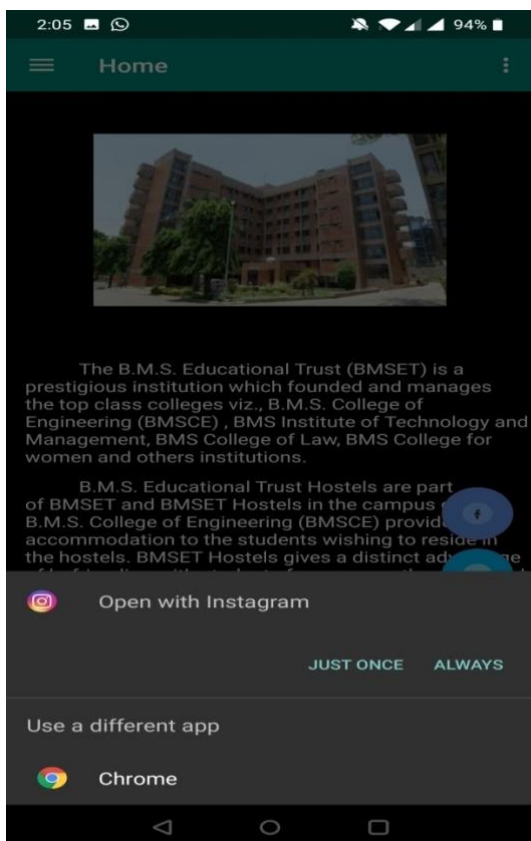 2:05
94%
Home
The B.M.S. Educational Trust (BMSET) is a
prestigious institution which founded and manages
the top class colleges viz., B.M.S. College of
Engineering (BMSCE) , BMS Institute of Technology and
Management, BMS College of Law, BMS College for
women and others institutions.
B.M.S. Educational Trust Hostels are part
of BMSET and BMSET Hostels in the campus
B.M.S. College of Engineering (BMSCE)
accommodation to the students wishing to reside in
the hostels. BMSET Hostels gives a distinct
Open with Instagram
JUST ONCE ALWAYS
Use a different app
Chrome